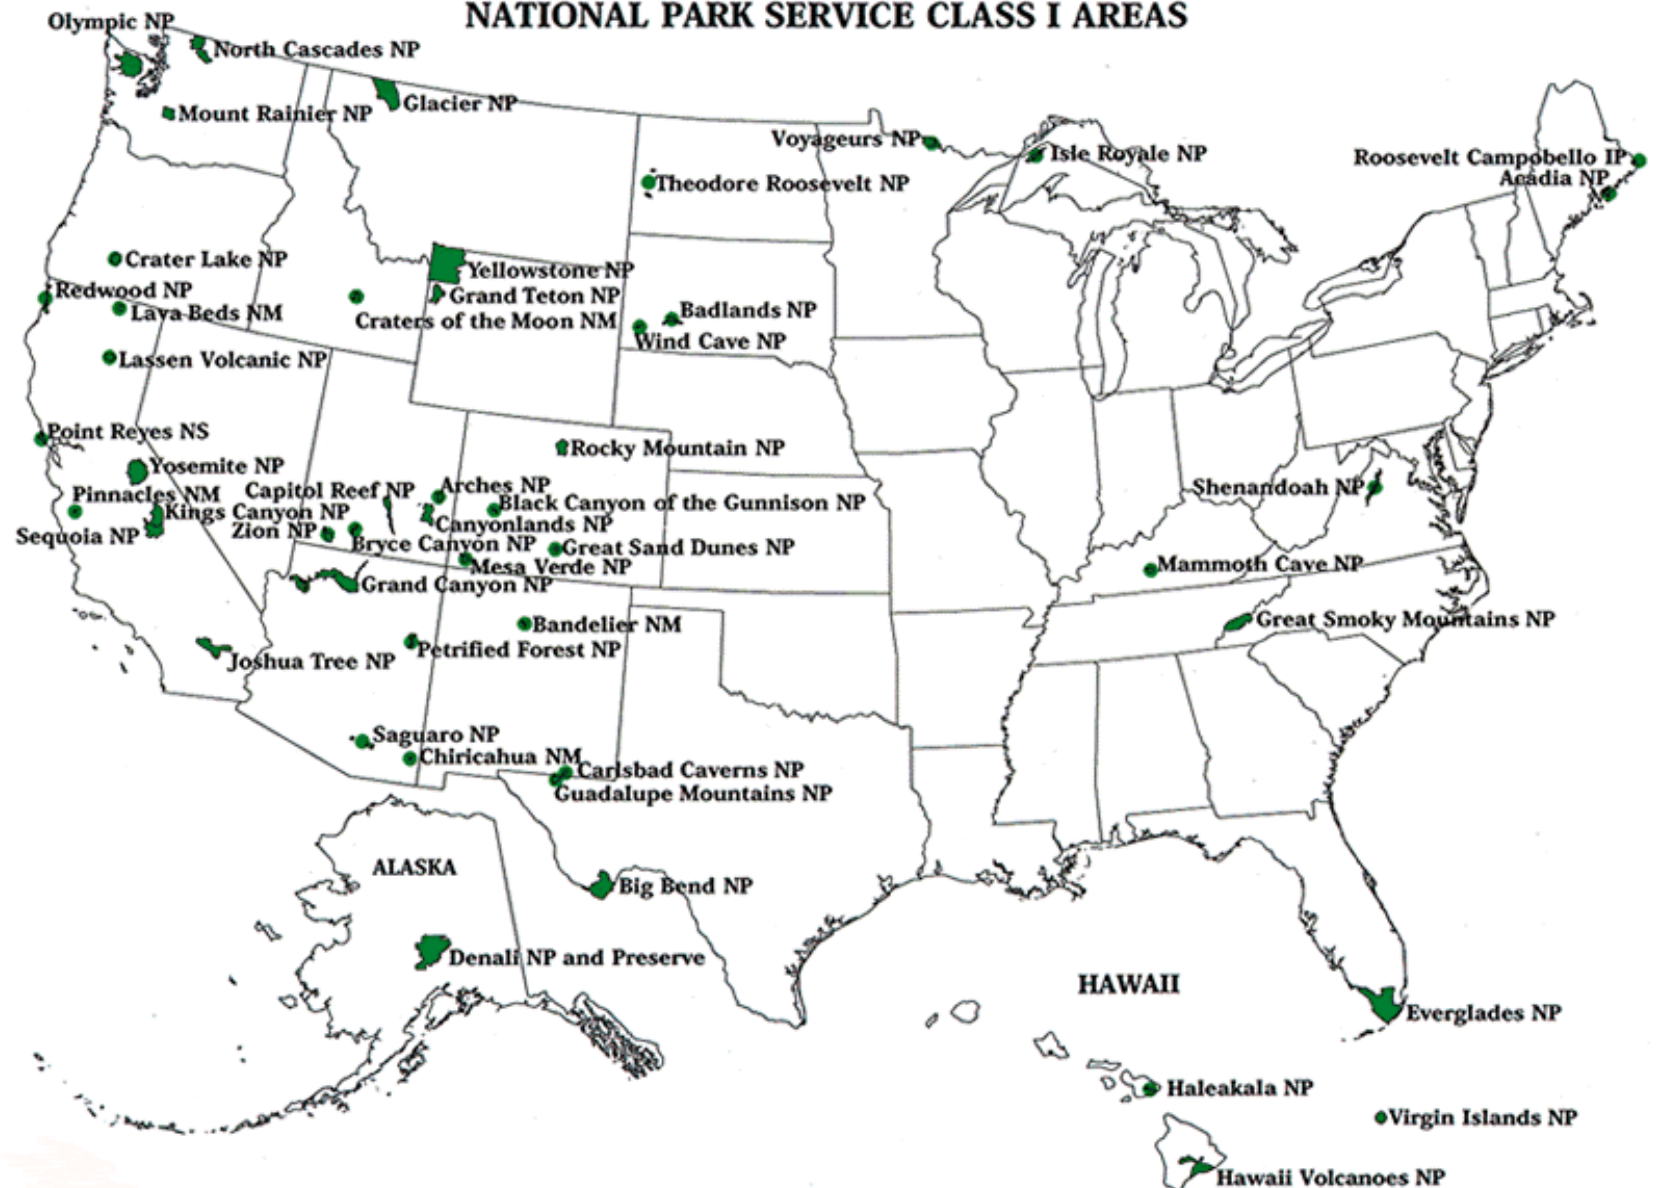 NATIONAL PARK SERVICE CLASS I AREAS
Olympic NP
North Cascades NP
Glacier NP
Mount Rainier NP
Voyageurs NP
Isle Royale NP
Roosevelt Campobello IP
Acadia NP
Theodore Roosevelt NP
Crater Lake NP
Yellowstone NP
Redwood NP
Grand Teton NP
Lava Beds NM
Craters of the Moon NM
Badlands NP
Wind Cave NP
Lassen Volcanic NP
Point Reyes NS
Rocky Mountain NP
Yosemite NP
Pinnacles NM
Capitol Reef NP
Arches NP
Black Canyon of the Gunnison NP
Shenandoah NP
Kings Canyon NP
Canyonlands NP
Sequoia NP
Zion NP
Bryce Canyon NP
Great Sand Dunes NP
Mesa Verde NP
Mammoth Cave NP
Grand Canyon NP
Great Smoky Mountains NP
Bandelier NM
Petrified Forest NP
Joshua Tree NP
Saguaro NP
Chiricahua NM
Carlsbad Caverns NP
Guadalupe Mountains NP
ALASKA
Big Bend NP
Denali NP and Preserve
HAWAII
Everglades NP
Haleakala NP
Virgin Islands NP
Hawaii Volcanoes NP